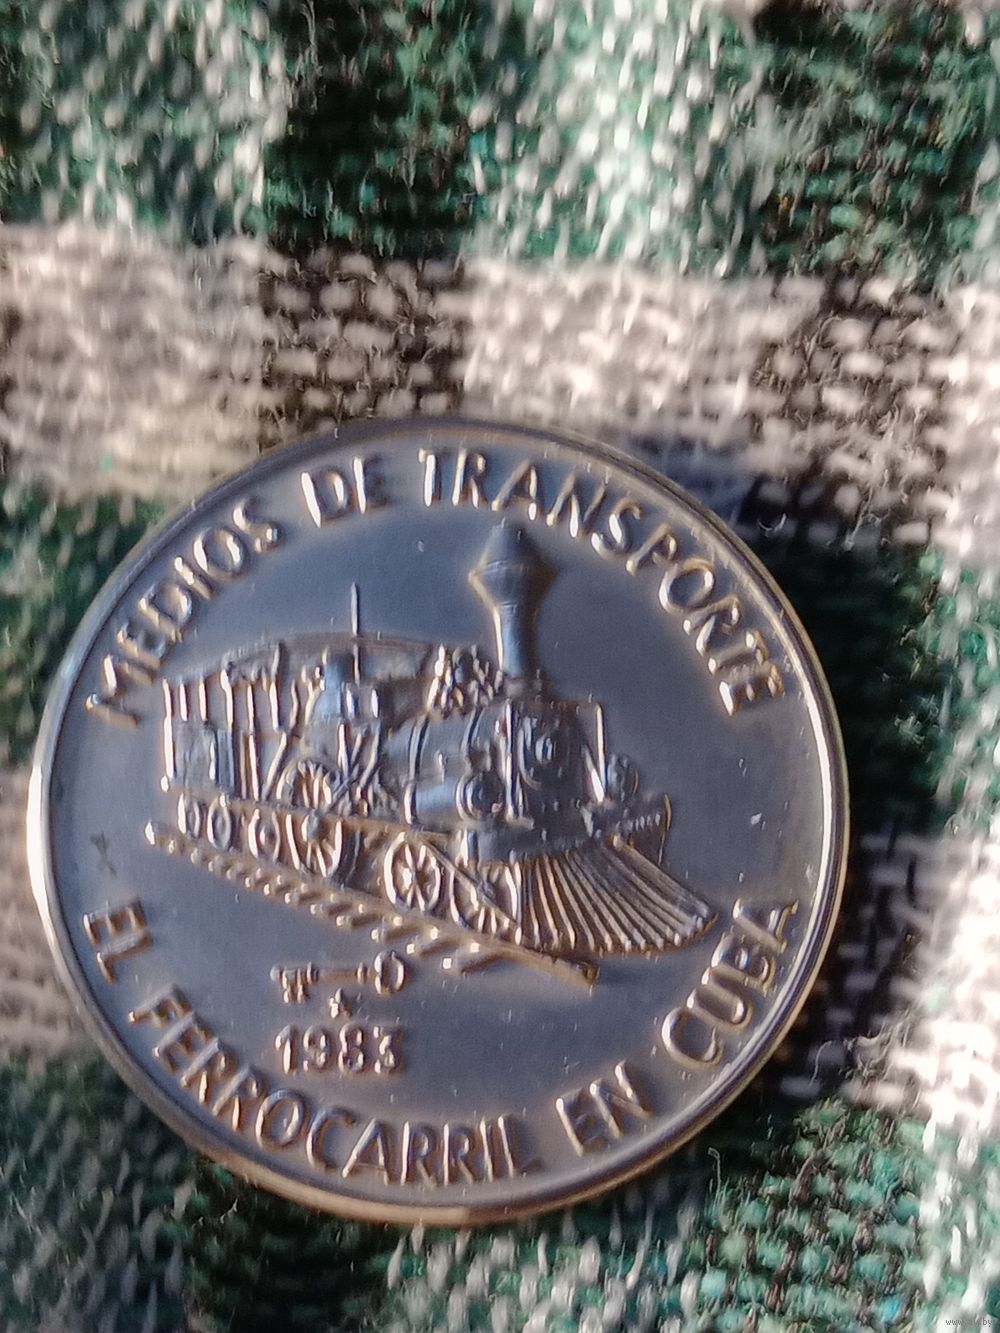 MEDIOS DE TRANSPORTE
1983
EL FERROCARRIL EN CUBA